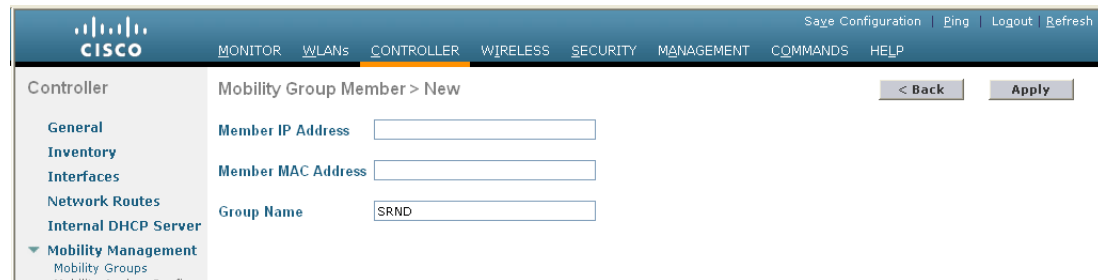 Save Configuration | Ping | Logout | Refresh
CISCO
MONITOR WLANs CONTROLLER WIRELESS SECURITY MANAGEMENT COMMANDS HELP
Controller
Mobility Group Member > New
< Back
Apply
General
Inventory
Interfaces
Network Routes
Internal DHCP Server
Mobility Management
Mobility Groups
Member IP Address
Member MAC Address
Group Name SRND